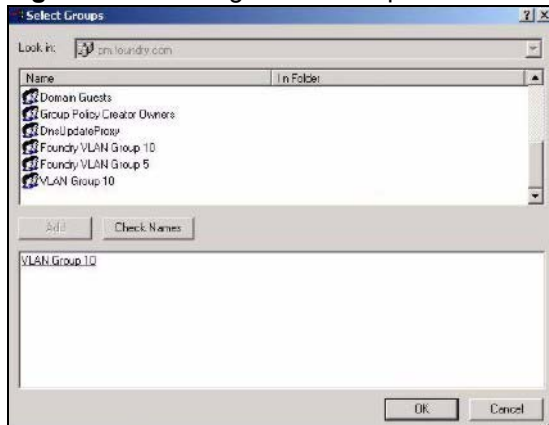 Select Groups
Look in: pm.foundry.com
Name In Folder
Domain Guests
Group Policy Creator Owners
DnsUpdateProxy
Foundry VLAN Group 10
Foundry VLAN Group 5
VLAN Group 10
Add Check Names
VLAN Group 10
OK Cancel